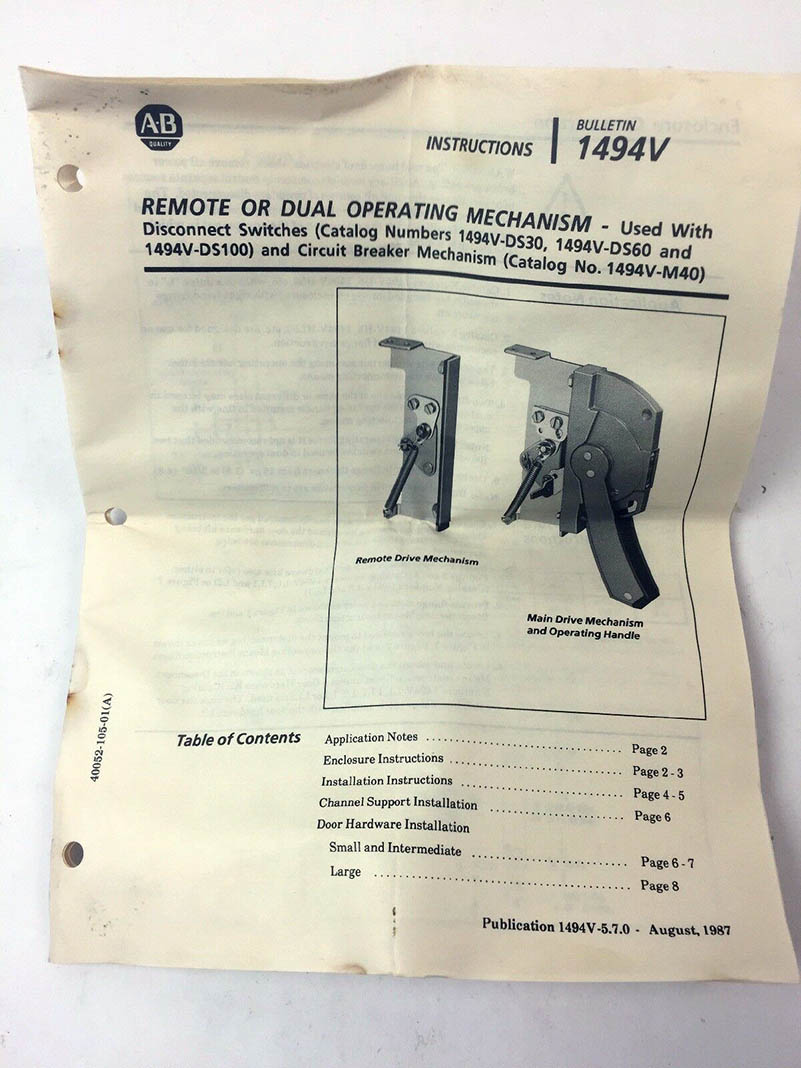 A-B
QUALITY
INSTRUCTIONS
BULLETIN
1494V
REMOTE OR DUAL OPERATING MECHANISM - Used With
Disconnect Switches (Catalog Numbers 1494V-DS30, 1494V-DS60 and
1494V-DS100) and Circuit Breaker Mechanism (Catalog No. 1494V-M40)
Remote Drive Mechanism
Main Drive Mechanism
and Operating Handle
40052-105-01(A)
Table of Contents
Application Notes ........................................ Page 2
Enclosure Instructions ................................... Page 2 - 3
Installation Instructions ................................ Page 4 - 5
Channel Support Installation ............................. Page 6
Door Hardware Installation
Small and Intermediate ................................... Page 6 - 7
Large .................................................... Page 8
Publication 1494V-5.7.0 - August, 1987